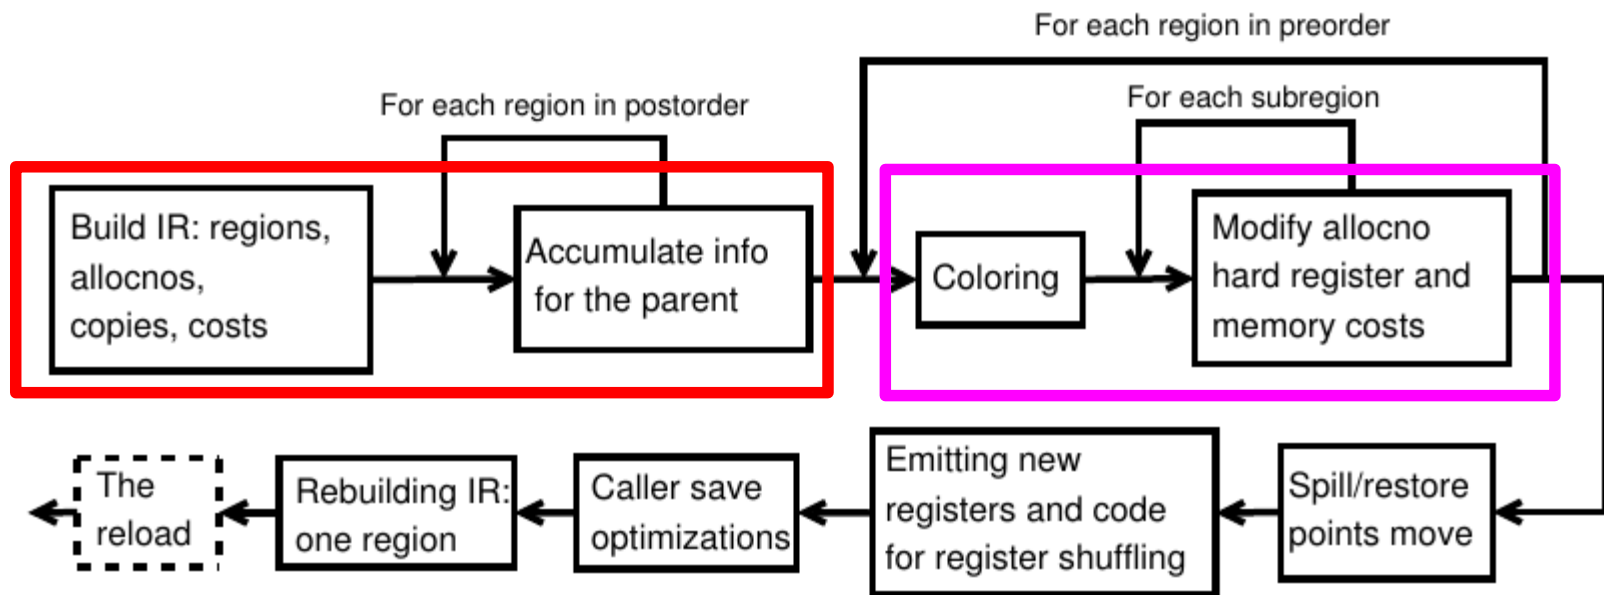 For each region in preorder
For each region in postorder
For each subregion
Build IR: regions,
allocnos,
copies, costs
Accumulate info
for the parent
Coloring
Modify allocno
hard register and
memory costs
The
reload
Rebuilding IR:
one region
Caller save
optimizations
Emitting new
registers and code
for register shuffling
Spill/restore
points move